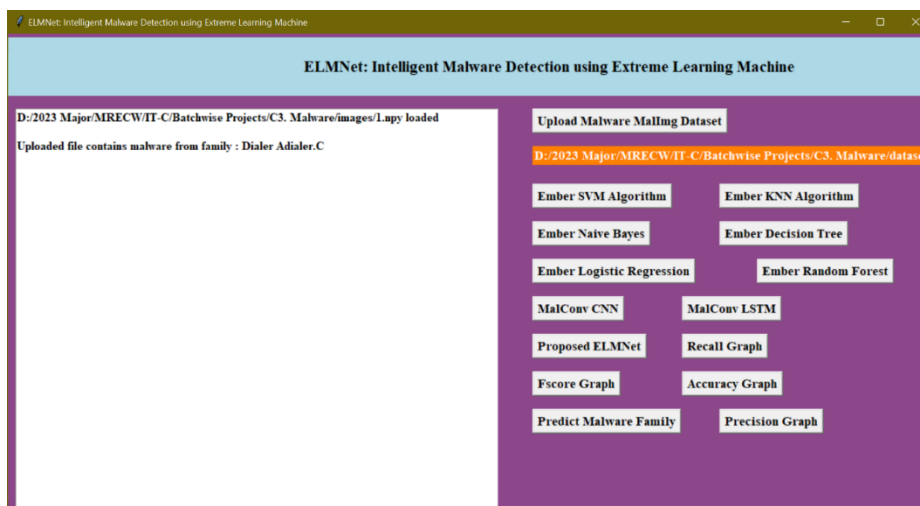 ELMNet: Intelligent Malware Detection using Extreme Learning Machine
ELMNet: Intelligent Malware Detection using Extreme Learning Machine
D:/2023 Major/MRECW/IT-C/Batchwise Projects/C3. Malware/images/1.npy loaded
Uploaded file contains malware from family : Dialer Adialer.C
Upload Malware MalImg Dataset
D:/2023 Major/MRECW/IT-C/Batchwise Projects/C3. Malware/datase
Ember SVM Algorithm Ember KNN Algorithm
Ember Naive Bayes Ember Decision Tree
Ember Logistic Regression Ember Random Forest
MalConv CNN MalConv LSTM
Proposed ELMNet Recall Graph
Fscore Graph Accuracy Graph
Predict Malware Family Precision Graph